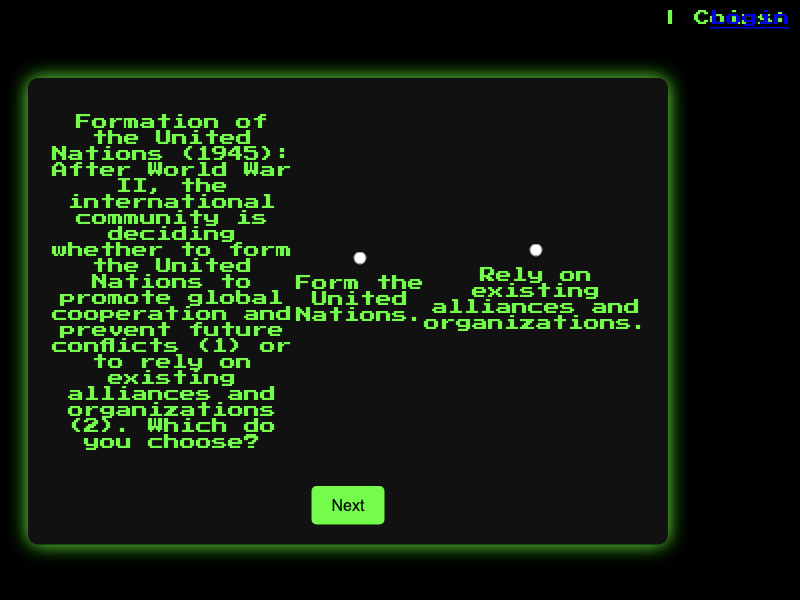 I
Login
Formation of
the United
Nations (1945):
After World War
II, the
international
community is
deciding
whether to form
the United
Nations to
promote global
cooperation and
prevent future
conflicts (1) or
to rely on
existing
alliances and
organizations
(2). Which do
you choose?
Form the
United
Nations.
Rely on
existing
alliances and
organizations.
Next